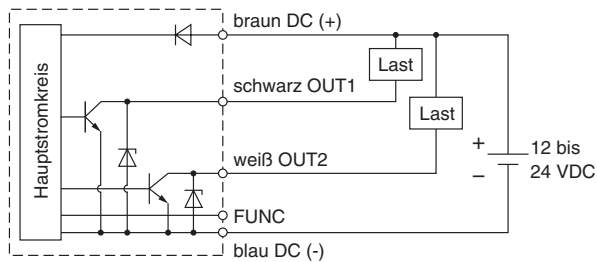 braun DC (+)
Last
schwarz OUT1
Last
Hauptstromkreis
+
12 bis
weiß OUT2
−
24 VDC
FUNC
blau DC (-)